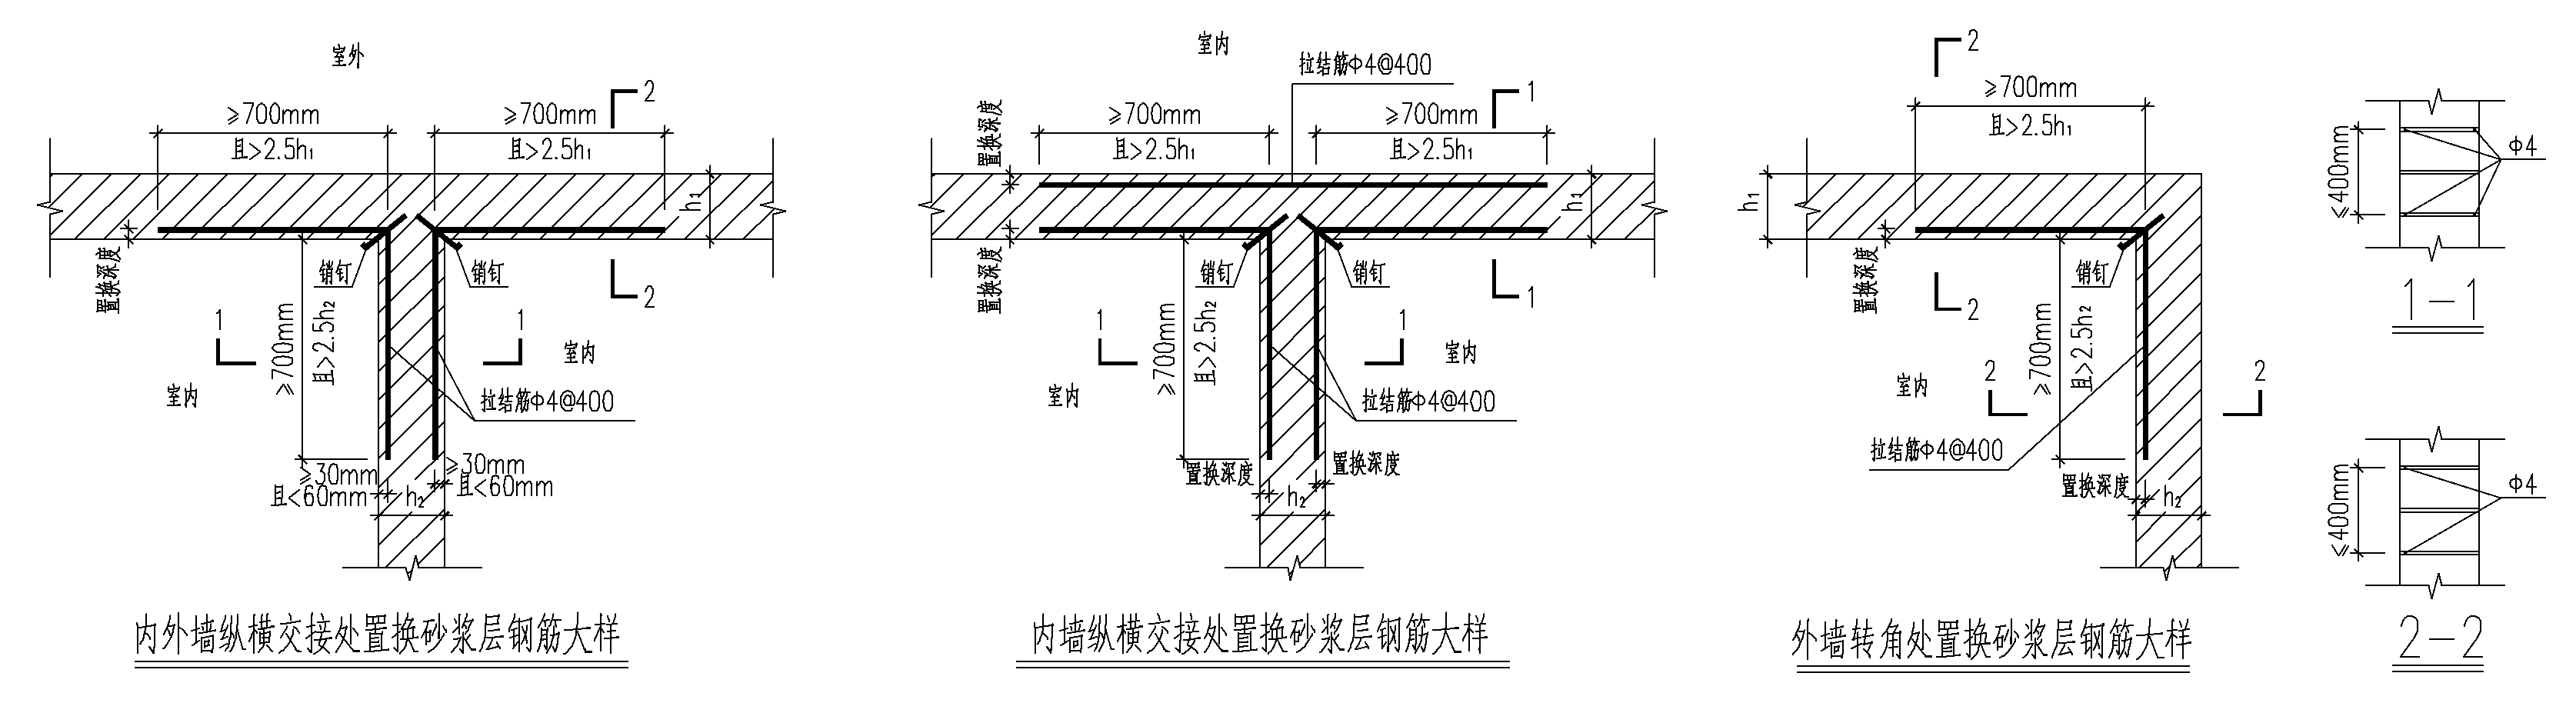 室外
≥700mm
且>2.5h₁
≥700mm
且>2.5h₁
2
h₁
置换深度
销钉
销钉
2
1
1
≥700mm
且>2.5h₂
室内
室内
拉结筋Φ4@400
≥30mm
且<60mm
≥30mm
且<60mm
h₂
内外墙纵横交接处置换砂浆层钢筋大样
室内
拉结筋Φ4@400
置换深度
≥700mm
且>2.5h₁
≥700mm
且>2.5h₁
1
h₁
置换深度
销钉
销钉
1
1
1
≥700mm
且>2.5h₂
室内
室内
拉结筋Φ4@400
置换深度
置换深度
h₂
内墙纵横交接处置换砂浆层钢筋大样
2
≥700mm
且>2.5h₁
h₁
置换深度
销钉
2
≥700mm
且>2.5h₂
室内
2
2
拉结筋Φ4@400
置换深度
h₂
外墙转角处置换砂浆层钢筋大样
≤400mm
Φ4
1-1
≤400mm
Φ4
2-2